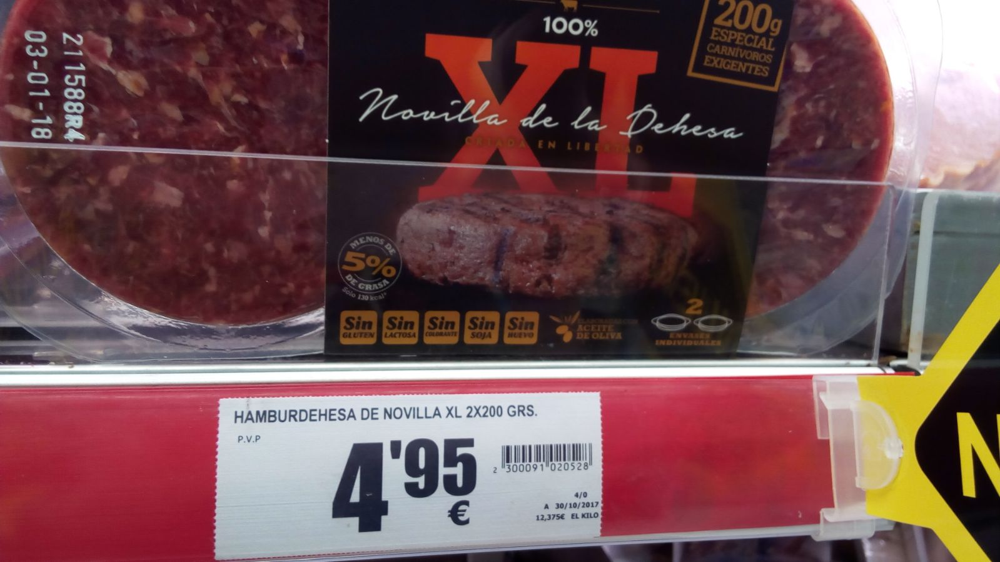 211588R4
03-01-18
100%
XL
Novilla de la Dehesa
CRIADA EN LIBERTAD
200g
ESPECIAL
CARNÍVOROS
EXIGENTES
MENOS DE
5%
DE GRASA
Solo 130 kcal*
Sin
GLUTEN
Sin
LACTOSA
Sin
COLORANTE
Sin
SOJA
Sin
HUEVO
ELABORADAS CON
ACEITE
DE OLIVA
2
ENVASES
INDIVIDUALES
HAMBURDEHESA DE NOVILLA XL 2X200 GRS.
P.V.P
4'95
€
2 300091 020528
4/0
A 30/10/2017
12,375€ EL KILO
N